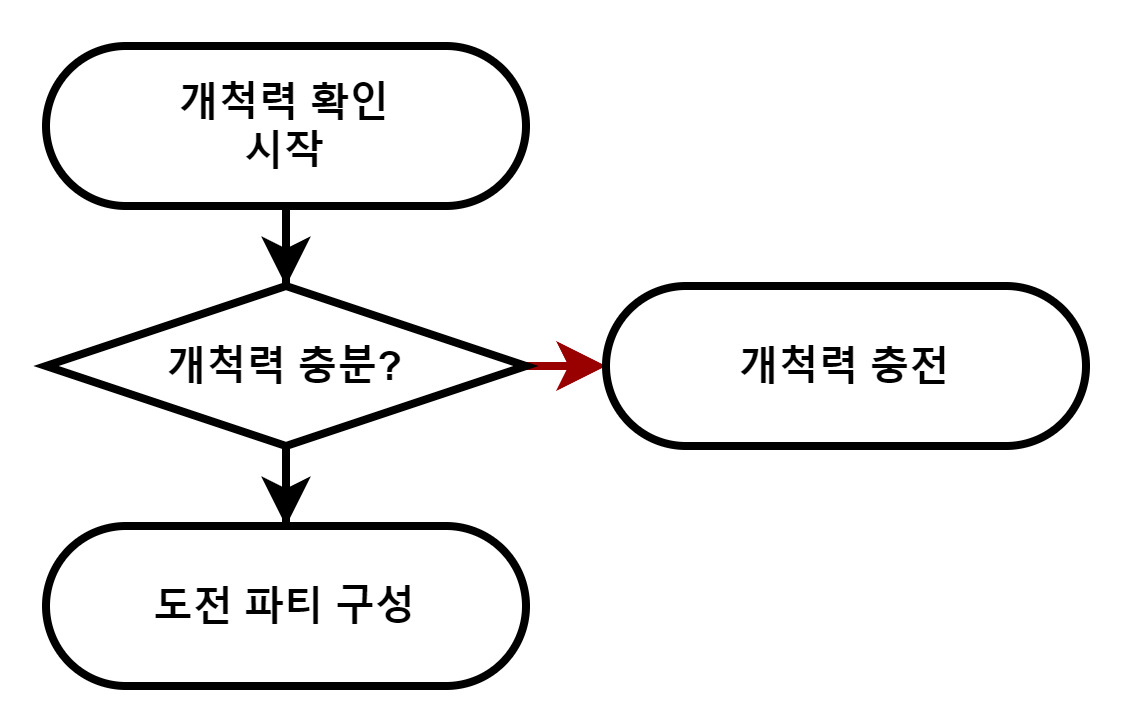 개척력 확인
시작
개척력 충분?
개척력 충전
도전 파티 구성